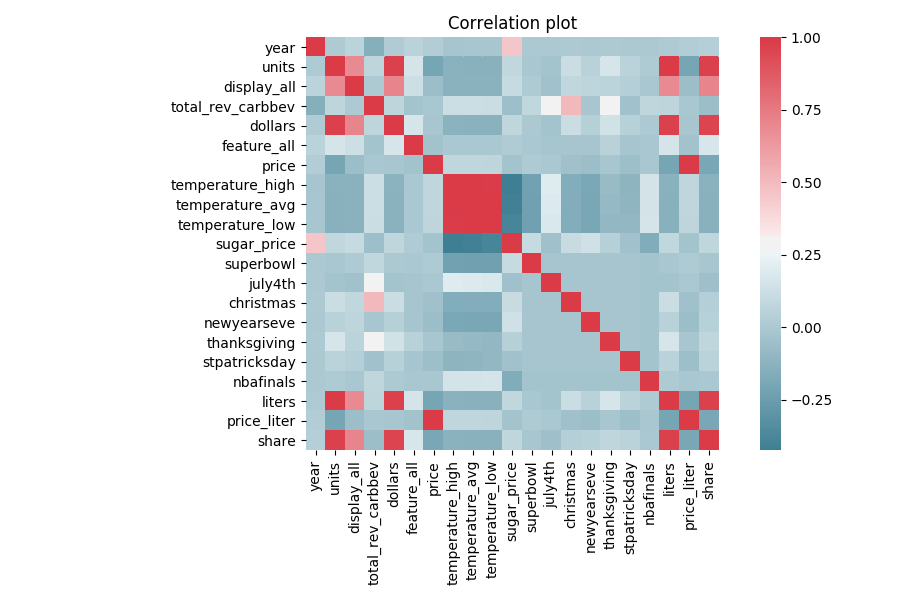 Correlation plot
year
units
display_all
total_rev_carbbev
dollars
feature_all
price
temperature_high
temperature_avg
temperature_low
sugar_price
superbowl
july4th
christmas
newyearseve
thanksgiving
stpatricksday
nbafinals
liters
price_liter
share
year
units
display_all
total_rev_carbbev
dollars
feature_all
price
temperature_high
temperature_avg
temperature_low
sugar_price
superbowl
july4th
christmas
newyearseve
thanksgiving
stpatricksday
nbafinals
liters
price_liter
share
1.00
0.75
0.50
0.25
0.00
−0.25